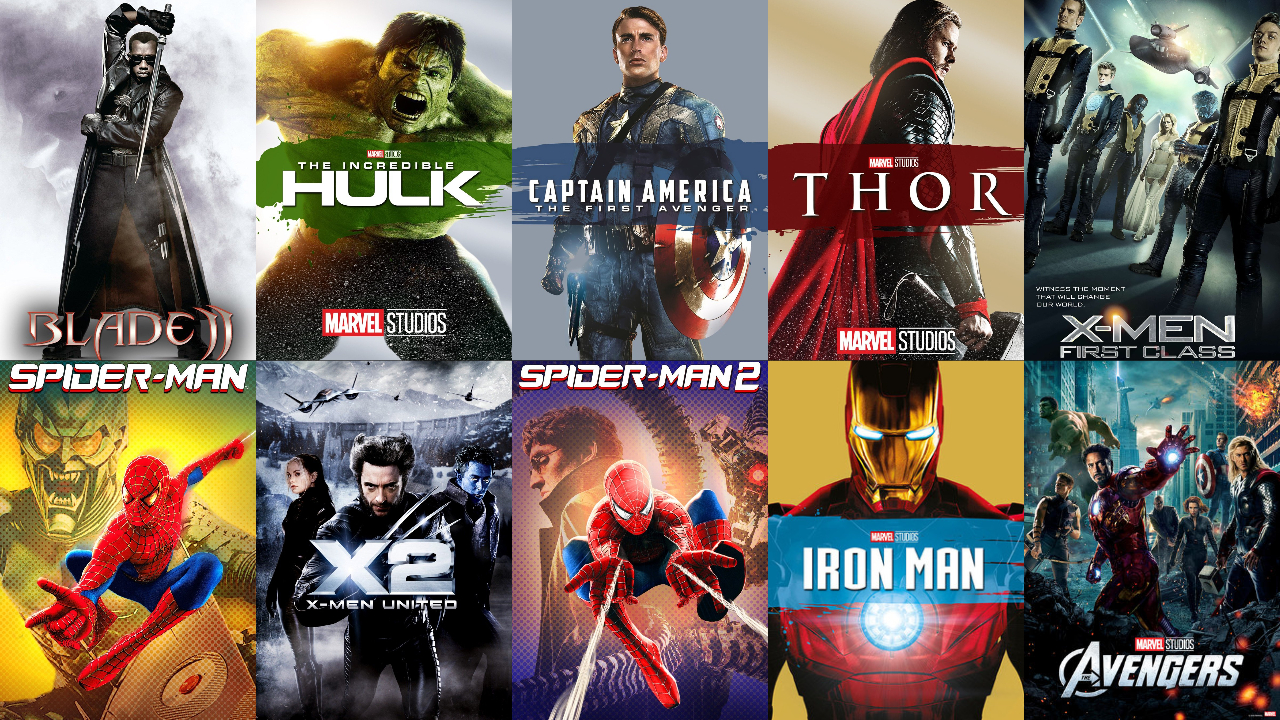 BLADE II
MARVEL STUDIOS
THE INCREDIBLE
HULK
MARVEL STUDIOS
CAPTAIN AMERICA
THE FIRST AVENGER
MARVEL STUDIOS
THOR
MARVEL STUDIOS
WITNESS THE MOMENT
THAT WILL CHANGE
OUR WORLD.
X-MEN
FIRST CLASS
SPIDER-MAN
X2
X-MEN UNITED
SPIDER-MAN 2
MARVEL STUDIOS
IRON MAN
MARVEL STUDIOS
THE AVENGERS